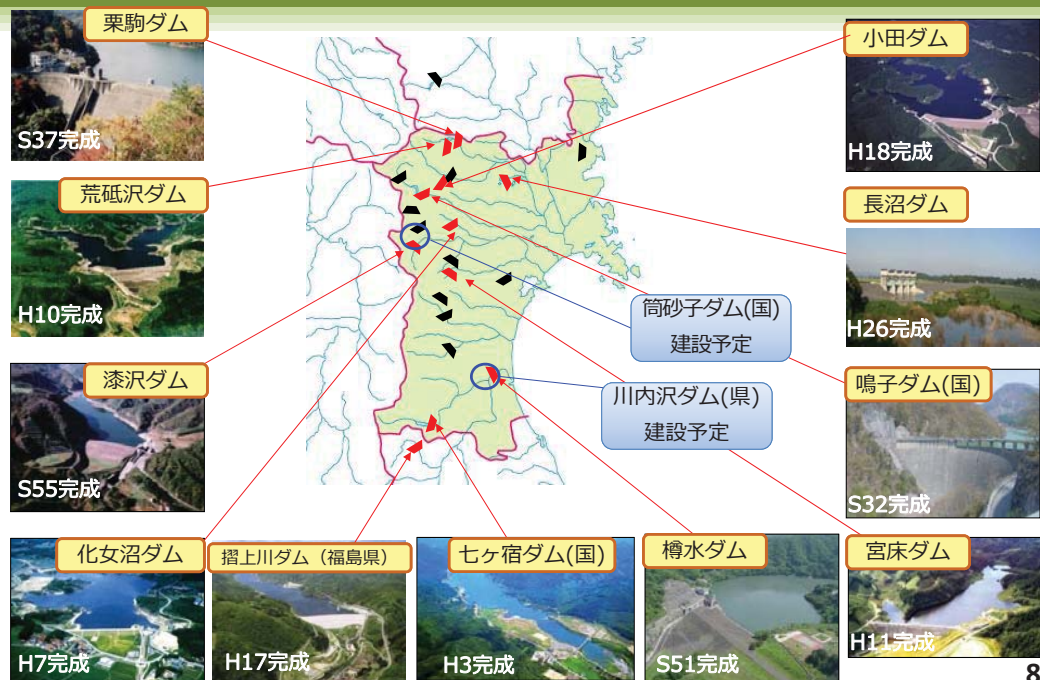 栗駒ダム
S37完成
荒砥沢ダム
H10完成
漆沢ダム
S55完成
化女沼ダム
H7完成
摺上川ダム（福島県）
H17完成
七ヶ宿ダム(国)
H3完成
樽水ダム
S51完成
宮床ダム
H11完成
小田ダム
H18完成
長沼ダム
H26完成
鳴子ダム(国)
S32完成
筒砂子ダム(国)
建設予定
川内沢ダム(県)
建設予定
8